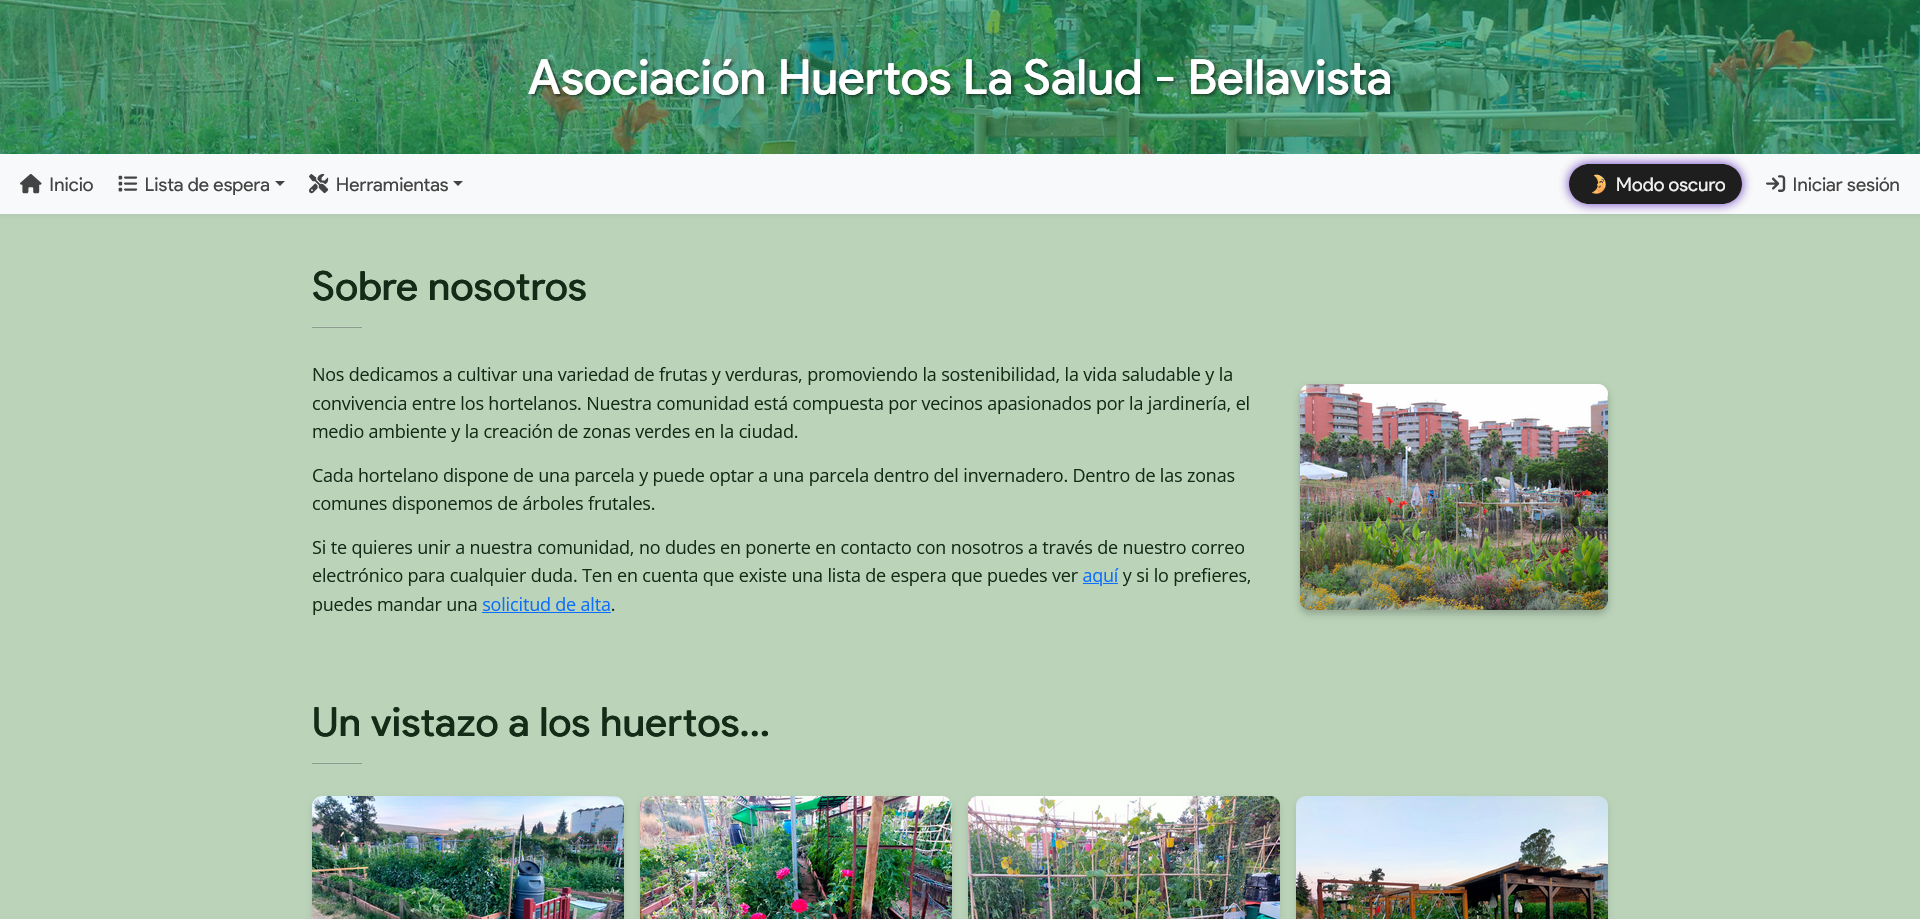 Asociación Huertos La Salud - Bellavista
Inicio
Lista de espera
Herramientas
Modo oscuro
Iniciar sesión
Sobre nosotros
Nos dedicamos a cultivar una variedad de frutas y verduras, promoviendo la sostenibilidad, la vida saludable y la
convivencia entre los hortelanos. Nuestra comunidad está compuesta por vecinos apasionados por la jardinería, el
medio ambiente y la creación de zonas verdes en la ciudad.
Cada hortelano dispone de una parcela y puede optar a una parcela dentro del invernadero. Dentro de las zonas
comunes disponemos de árboles frutales.
Si te quieres unir a nuestra comunidad, no dudes en ponerte en contacto con nosotros a través de nuestro correo
electrónico para cualquier duda. Ten en cuenta que existe una lista de espera que puedes ver aquí y si lo prefieres,
puedes mandar una solicitud de alta.
Un vistazo a los huertos...